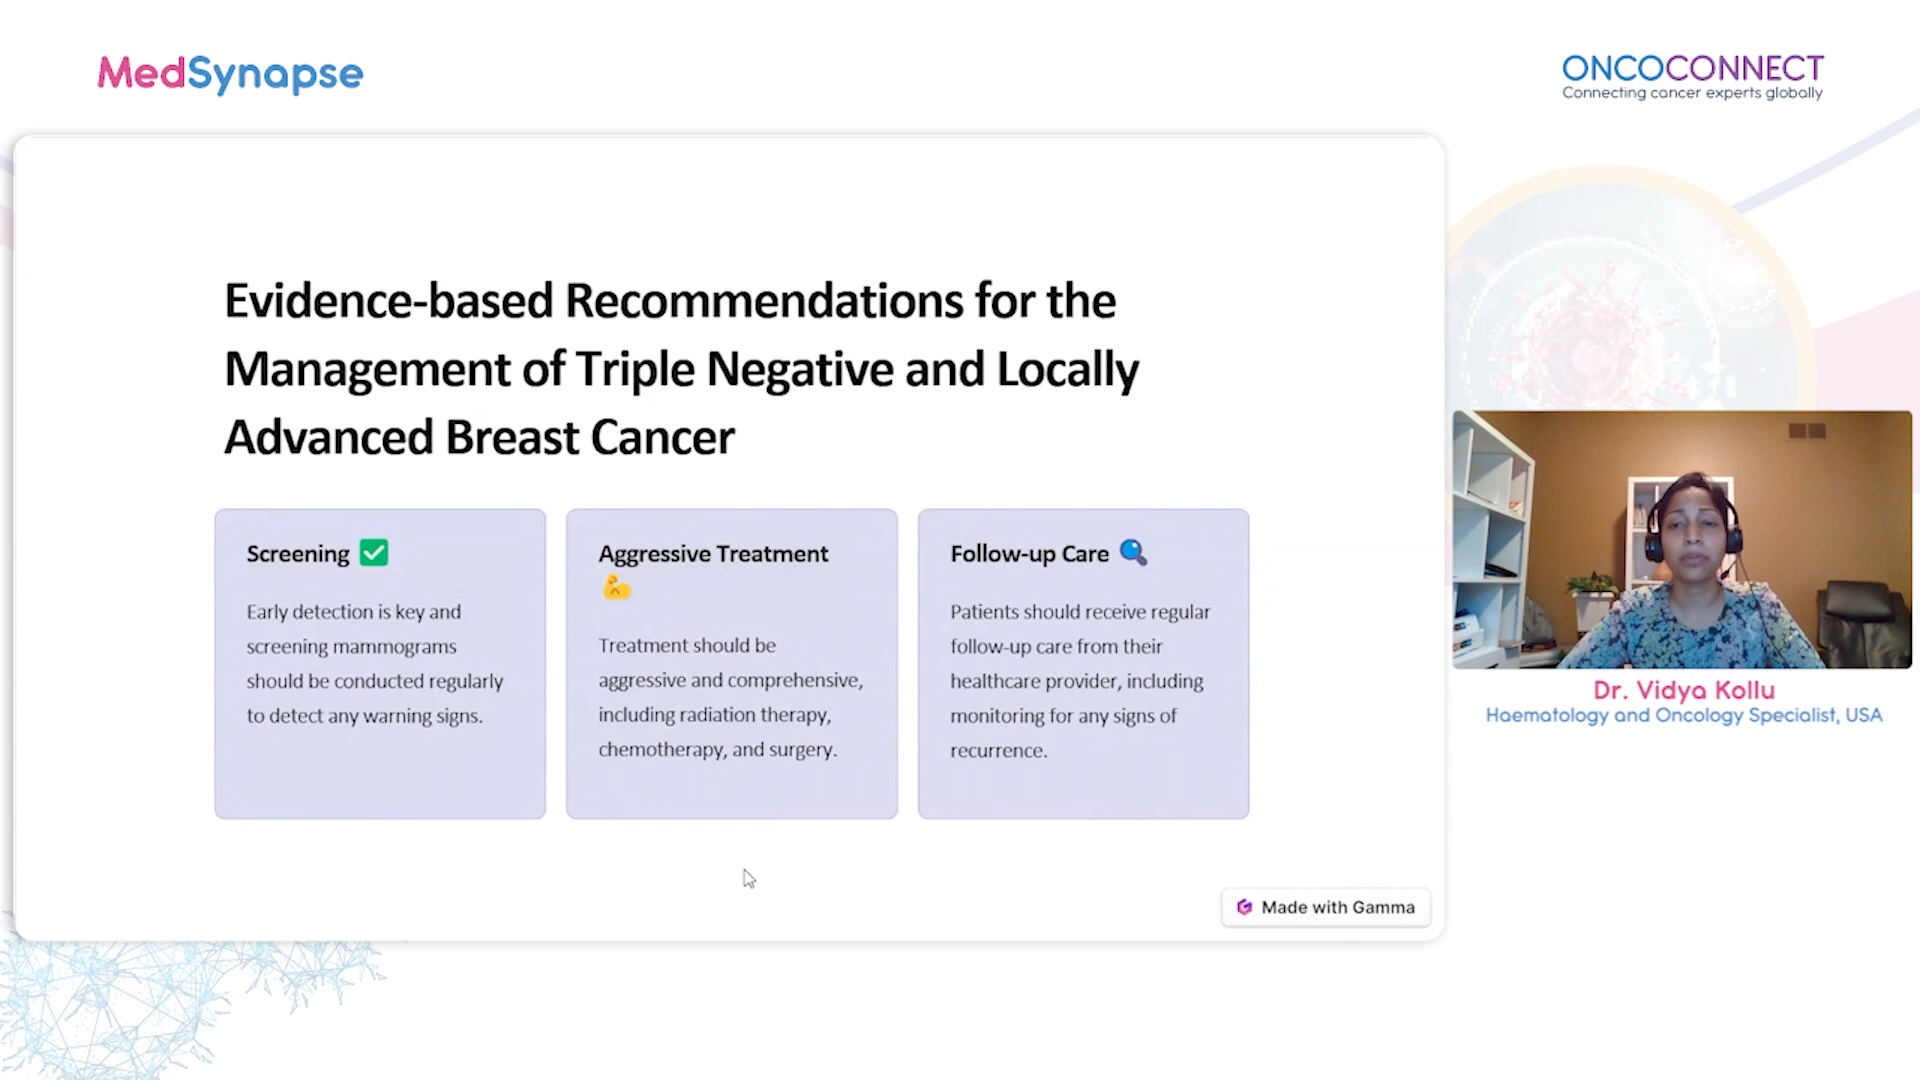 MedSynapse
ONCOCONNECT
Connecting cancer experts globally
Evidence-based Recommendations for the
Management of Triple Negative and Locally
Advanced Breast Cancer
Screening ✅
Early detection is key and
screening mammograms
should be conducted regularly
to detect any warning signs.
Aggressive Treatment
💪
Treatment should be
aggressive and comprehensive,
including radiation therapy,
chemotherapy, and surgery.
Follow-up Care 🔍
Patients should receive regular
follow-up care from their
healthcare provider, including
monitoring for any signs of
recurrence.
Made with Gamma
Dr. Vidya Kollu
Haematology and Oncology Specialist, USA